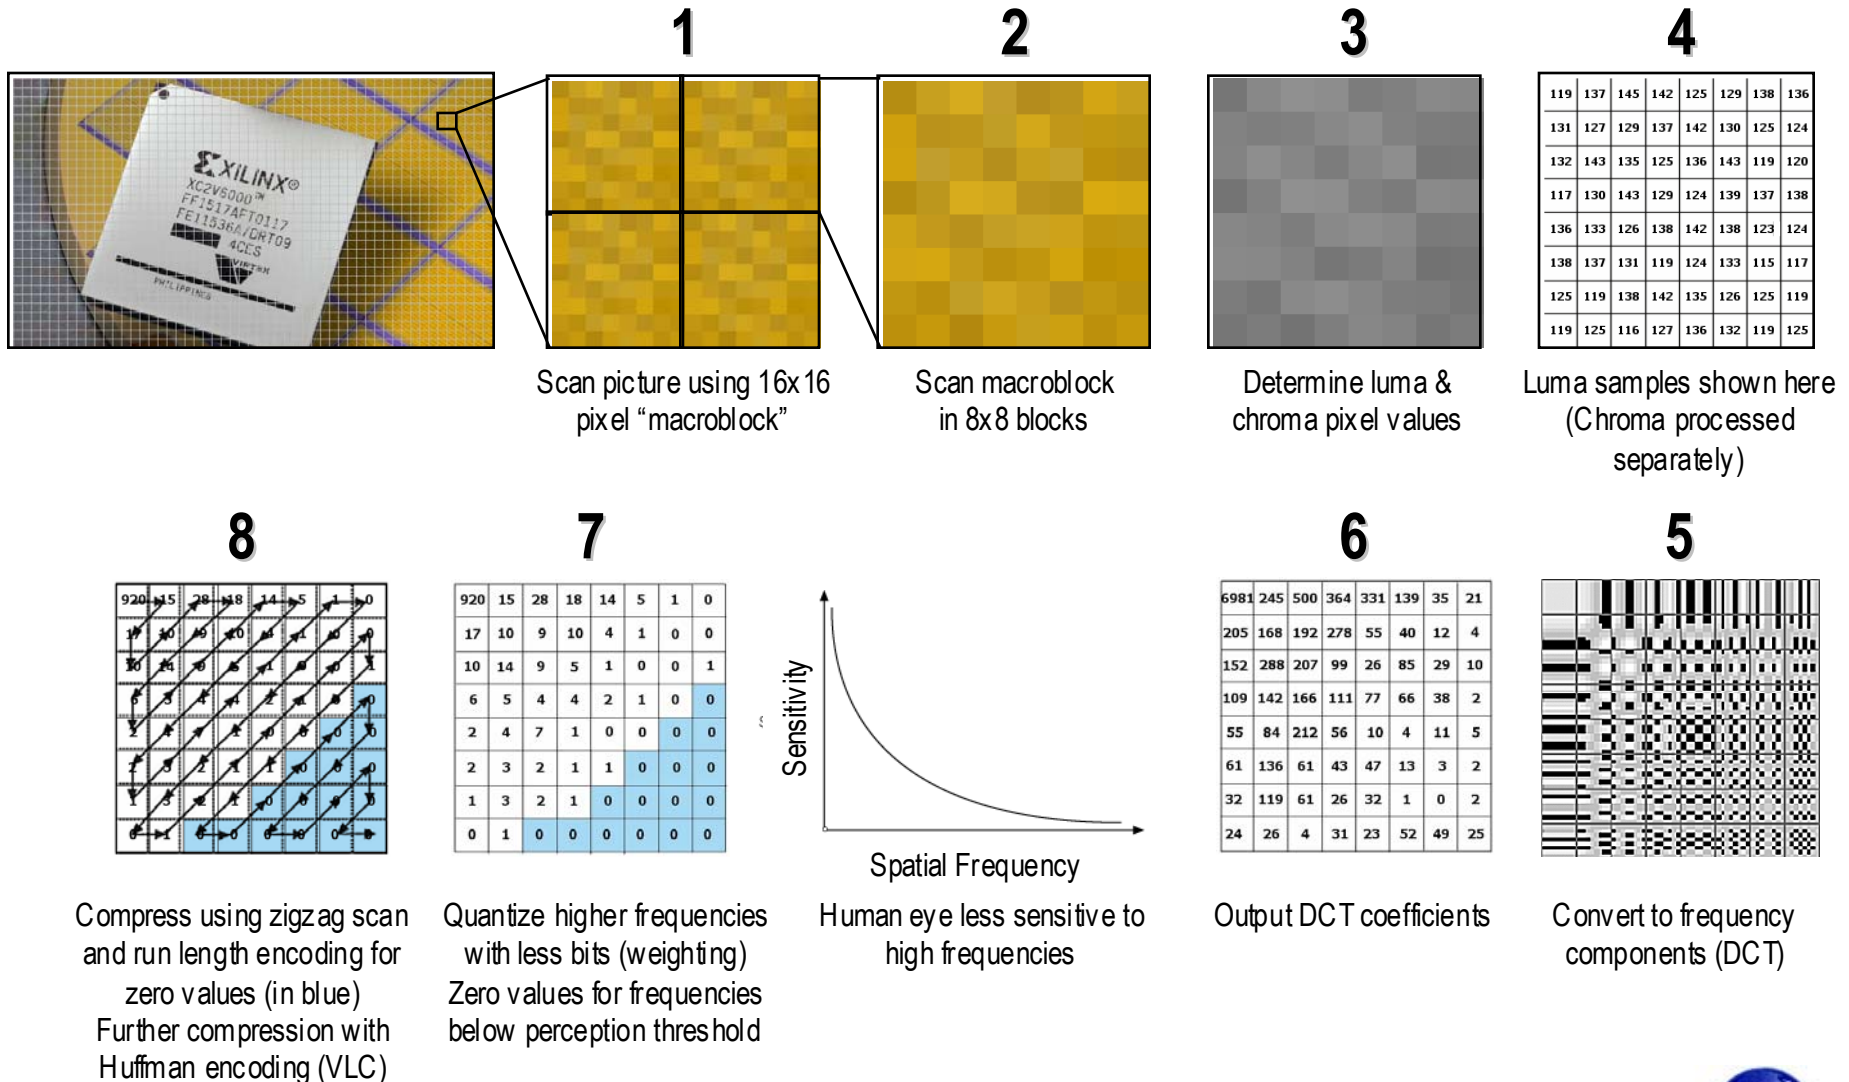 1
2
3
4
XILINX®
XC2V6000™
FF1517AFT0117
FE11536A/DRT09
4CES
VIRTEX
PHILIPPINES
119 137 145 142 125 129 138 136
131 127 129 137 142 130 125 124
132 143 135 125 136 143 119 120
117 130 143 129 124 139 137 138
136 133 126 138 142 138 123 124
138 137 131 119 124 133 115 117
125 119 138 142 135 126 125 119
119 125 116 127 136 132 119 125
Scan picture using 16x16
pixel “macroblock”
Scan macroblock
in 8x8 blocks
Determine luma &
chroma pixel values
Luma samples shown here
(Chroma processed
separately)
8
7
6
5
920 15 28 18 14 5 1 0
920 15 28 18 14 5 1 0
17 10 9 10 4 1 0 0
10 14 9 5 1 0 0 1
6 5 4 4 2 1 0 0
2 4 7 1 0 0 0 0
2 3 2 1 1 0 0 0
1 3 2 1 0 0 0 0
0 1 0 0 0 0 0 0
Sensitivity
Spatial Frequency
6981 245 500 364 331 139 35 21
205 168 192 278 55 40 12 4
152 288 207 99 26 85 29 10
109 142 166 111 77 66 38 2
55 84 212 56 10 4 11 5
61 136 61 43 47 13 3 2
32 119 61 26 32 1 0 2
24 26 4 31 23 52 49 25
Compress using zigzag scan
and run length encoding for
zero values (in blue)
Further compression with
Huffman encoding (VLC)
Quantize higher frequencies
with less bits (weighting)
Zero values for frequencies
below perception threshold
Human eye less sensitive to
high frequencies
Output DCT coefficients
Convert to frequency
components (DCT)